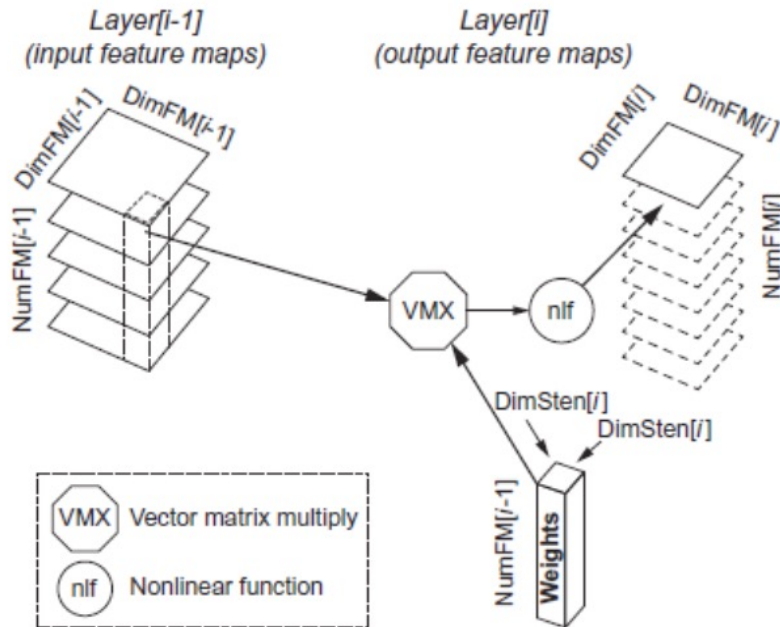 Layer[i-1]
(input feature maps)
Layer[i]
(output feature maps)
DimFM[i-1]
DimFM[i-1]
NumFM[i-1]
DimFM[i]
DimFM[i]
NumFM[i]
VMX
nlf
DimSten[i]
DimSten[i]
NumFM[i-1]
Weights
VMX Vector matrix multiply
nlf Nonlinear function